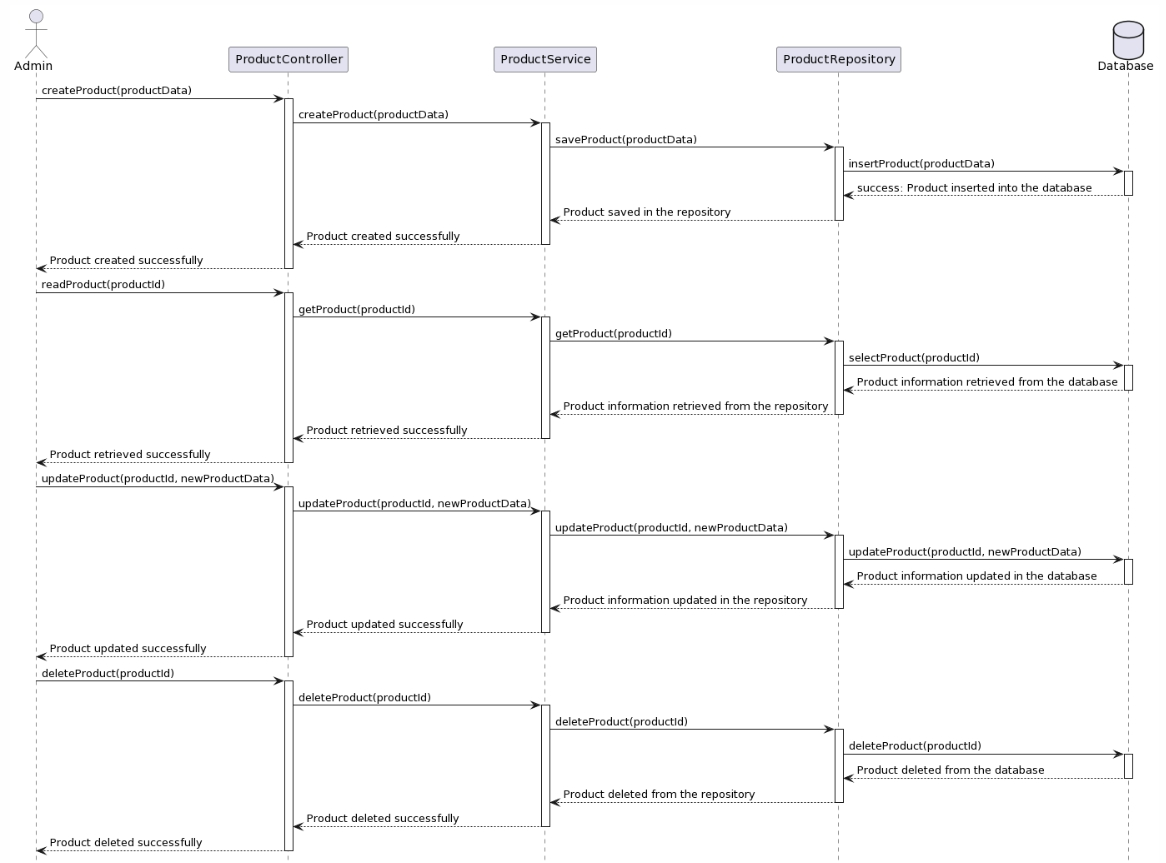 Admin
ProductController
ProductService
ProductRepository
Database
createProduct(productData)
createProduct(productData)
saveProduct(productData)
insertProduct(productData)
success: Product inserted into the database
Product saved in the repository
Product created successfully
Product created successfully
readProduct(productId)
getProduct(productId)
getProduct(productId)
selectProduct(productId)
Product information retrieved from the database
Product information retrieved from the repository
Product retrieved successfully
Product retrieved successfully
updateProduct(productId, newProductData)
updateProduct(productId, newProductData)
updateProduct(productId, newProductData)
updateProduct(productId, newProductData)
Product information updated in the database
Product information updated in the repository
Product updated successfully
Product updated successfully
deleteProduct(productId)
deleteProduct(productId)
deleteProduct(productId)
deleteProduct(productId)
Product deleted from the database
Product deleted from the repository
Product deleted successfully
Product deleted successfully